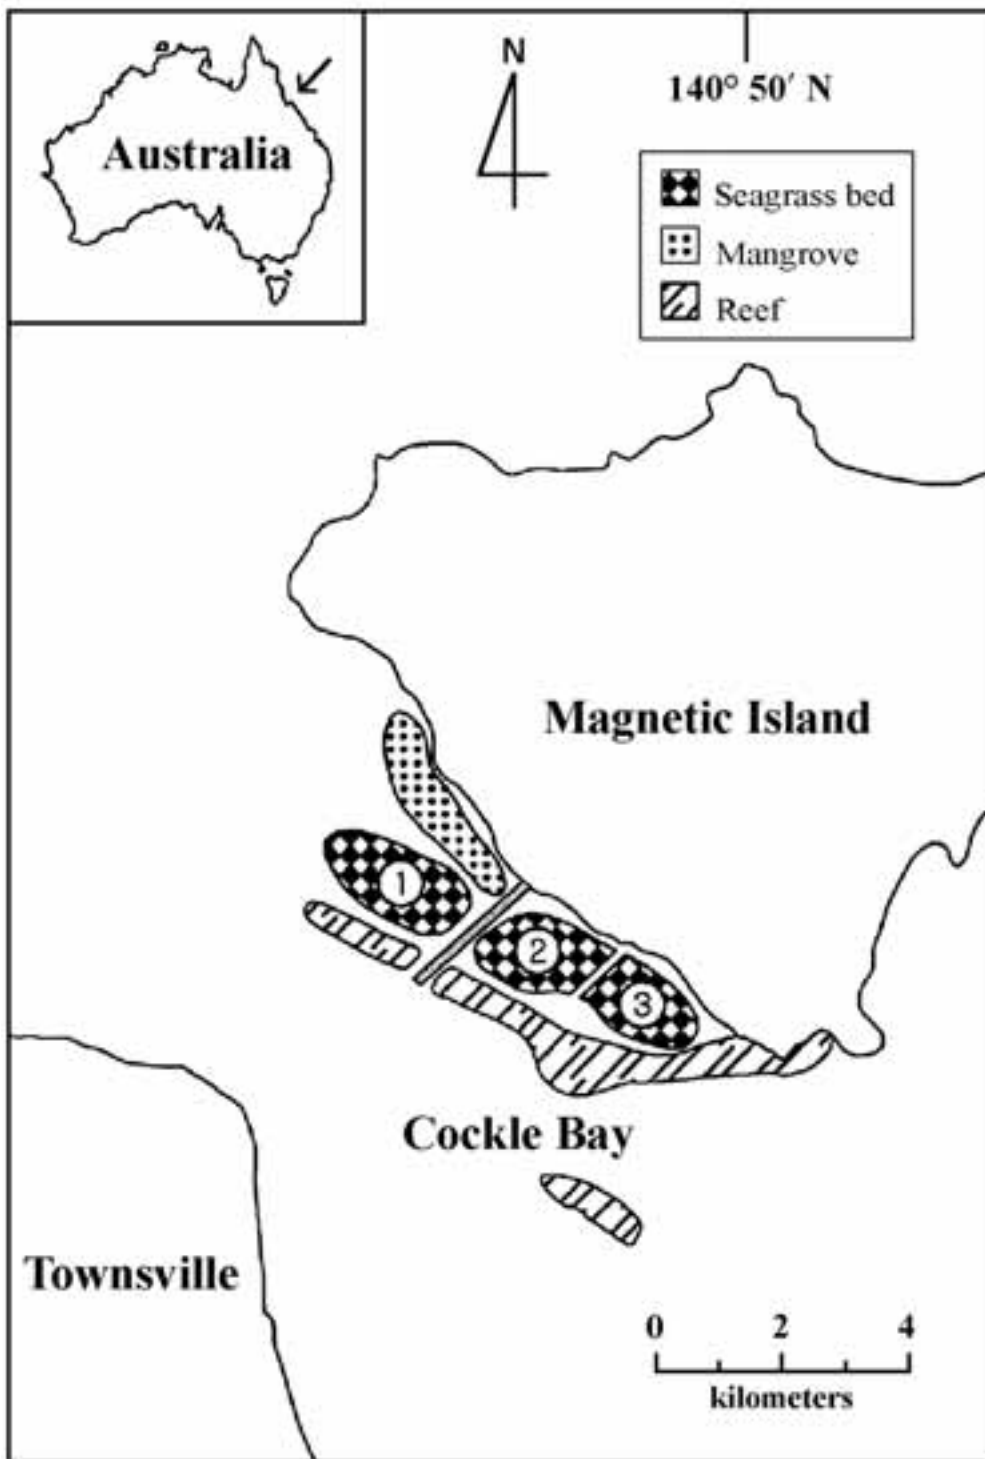 Australia
N
140° 50′ N
Seagrass bed
Mangrove
Reef
Magnetic Island
1
2
3
Cockle Bay
Townsville
0 2 4
kilometers